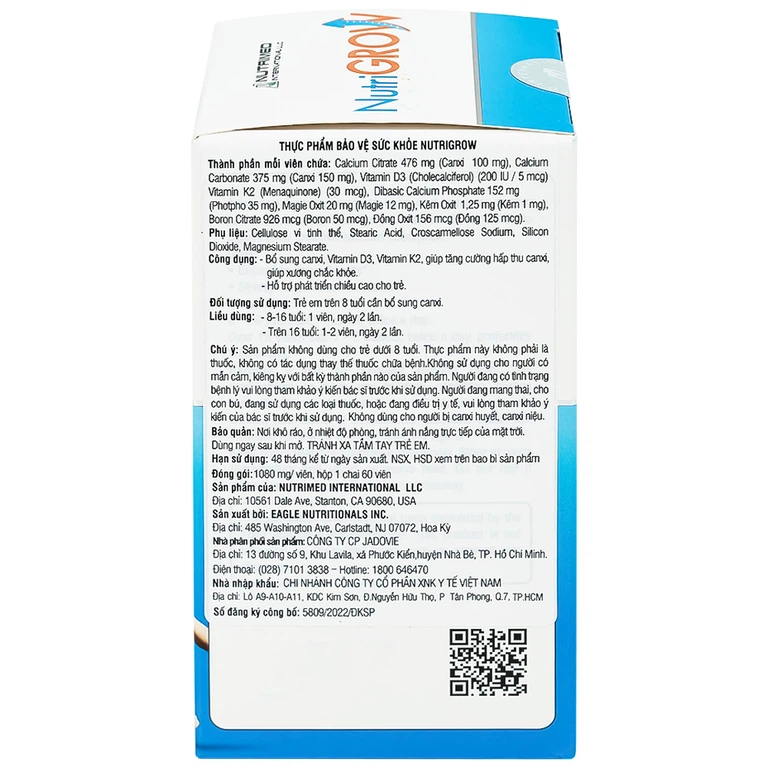 NUTRIMED
INTERNATIONAL LLC
NutriGROW
THỰC PHẨM BẢO VỆ SỨC KHỎE NUTRIGROW
Thành phần mỗi viên chứa: Calcium Citrate 476 mg (Canxi 100 mg), Calcium
Carbonate 375 mg (Canxi 150 mg), Vitamin D3 (Cholecalciferol) (200 IU / 5 mcg)
Vitamin K2 (Menaquinone) (30 mcg), Dibasic Calcium Phosphate 152 mg
(Photpho 35 mg), Magie Oxit 20 mg (Magie 12 mg), Kẽm Oxit 1,25 mg (Kẽm 1 mg),
Boron Citrate 926 mcg (Boron 50 mcg), Đồng Oxit 156 mcg (Đồng 125 mcg).
Phụ liệu: Cellulose vi tinh thể, Stearic Acid, Croscarmellose Sodium, Silicon
Dioxide, Magnesium Stearate.
Công dụng: - Bổ sung canxi, Vitamin D3, Vitamin K2, giúp tăng cường hấp thu canxi,
giúp xương chắc khỏe.
- Hỗ trợ phát triển chiều cao cho trẻ.
Đối tượng sử dụng: Trẻ em trên 8 tuổi cần bổ sung canxi.
Liều dùng: - 8-16 tuổi: 1 viên, ngày 2 lần.
- Trên 16 tuổi: 1-2 viên, ngày 2 lần.
Chú ý: Sản phẩm không dùng cho trẻ dưới 8 tuổi. Thực phẩm này không phải là
thuốc, không có tác dụng thay thế thuốc chữa bệnh.Không sử dụng cho người có
mẫn cảm, kiêng kỵ với bất kỳ thành phần nào của sản phẩm. Người đang có tình trạng
bệnh lý vui lòng tham khảo ý kiến bác sĩ trước khi sử dụng. Người đang mang thai, cho
con bú, đang sử dụng các loại thuốc, hoặc đang điều trị y tế, vui lòng tham khảo ý
kiến của bác sĩ trước khi sử dụng. Không dùng cho người bị canxi huyết, canxi niệu.
Bảo quản: Nơi khô ráo, ở nhiệt độ phòng, tránh ánh nắng trực tiếp của mặt trời.
Dùng ngay sau khi mở. TRÁNH XA TẦM TAY TRẺ EM.
Hạn sử dụng: 48 tháng kể từ ngày sản xuất. NSX, HSD xem trên bao bì sản phẩm
Đóng gói:1080 mg/ viên, hộp 1 chai 60 viên
Sản phẩm của: NUTRIMED INTERNATIONAL LLC
Địa chỉ: 10561 Dale Ave, Stanton, CA 90680, USA
Sản xuất bởi: EAGLE NUTRITIONALS INC.
Địa chỉ: 485 Washington Ave, Carlstadt, NJ 07072, Hoa Kỳ
Nhà phân phối sản phẩm: CÔNG TY CP JADOVIE
Địa chỉ: 13 đường số 9, Khu Lavila, xã Phước Kiển,huyện Nhà Bè, TP. Hồ Chí Minh.
Điện thoại: (028) 7101 3838 – Hotline: 1800 646470
Nhà nhập khẩu: CHI NHÁNH CÔNG TY CỔ PHẦN XNK Y TẾ VIỆT NAM
Địa chỉ: Lô A9-A10-A11, KDC Kim Sơn, Đ.Nguyễn Hữu Thọ, P Tân Phong, Q.7, TP.HCM
Số đăng ký công bố: 5809/2022/ĐKSP